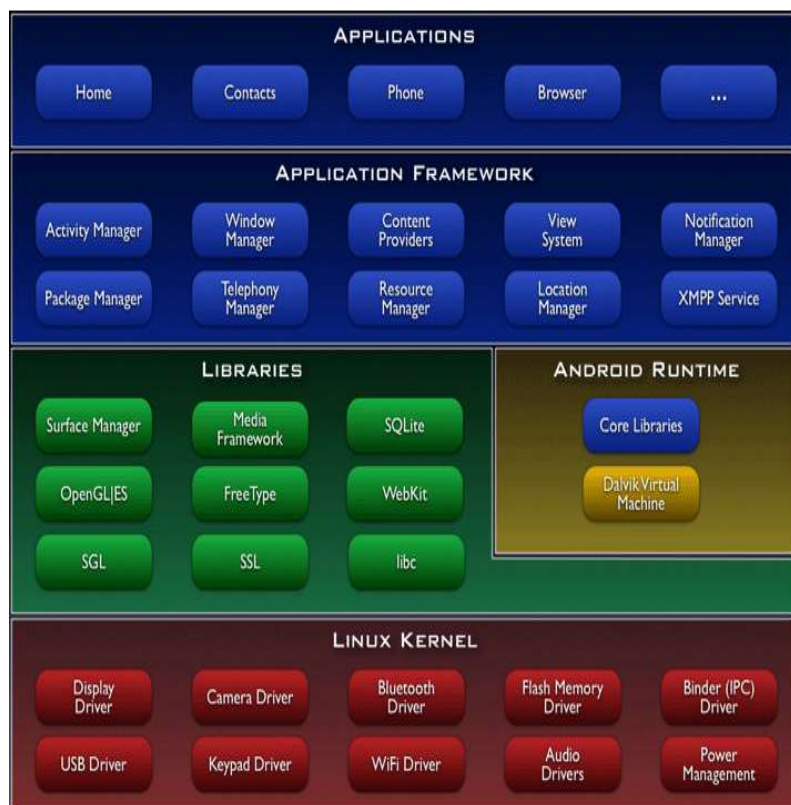 APPLICATIONS
Home
Contacts
Phone
Browser
...
APPLICATION FRAMEWORK
Activity Manager
Window
Manager
Content
Providers
View
System
Notification
Manager
Package Manager
Telephony
Manager
Resource
Manager
Location
Manager
XMPP Service
LIBRARIES
Surface Manager
Media
Framework
SQLite
OpenGL|ES
FreeType
WebKit
SGL
SSL
libc
ANDROID RUNTIME
Core Libraries
Dalvik Virtual
Machine
LINUX KERNEL
Display
Driver
Camera Driver
Bluetooth
Driver
Flash Memory
Driver
Binder (IPC)
Driver
USB Driver
Keypad Driver
WiFi Driver
Audio
Drivers
Power
Management